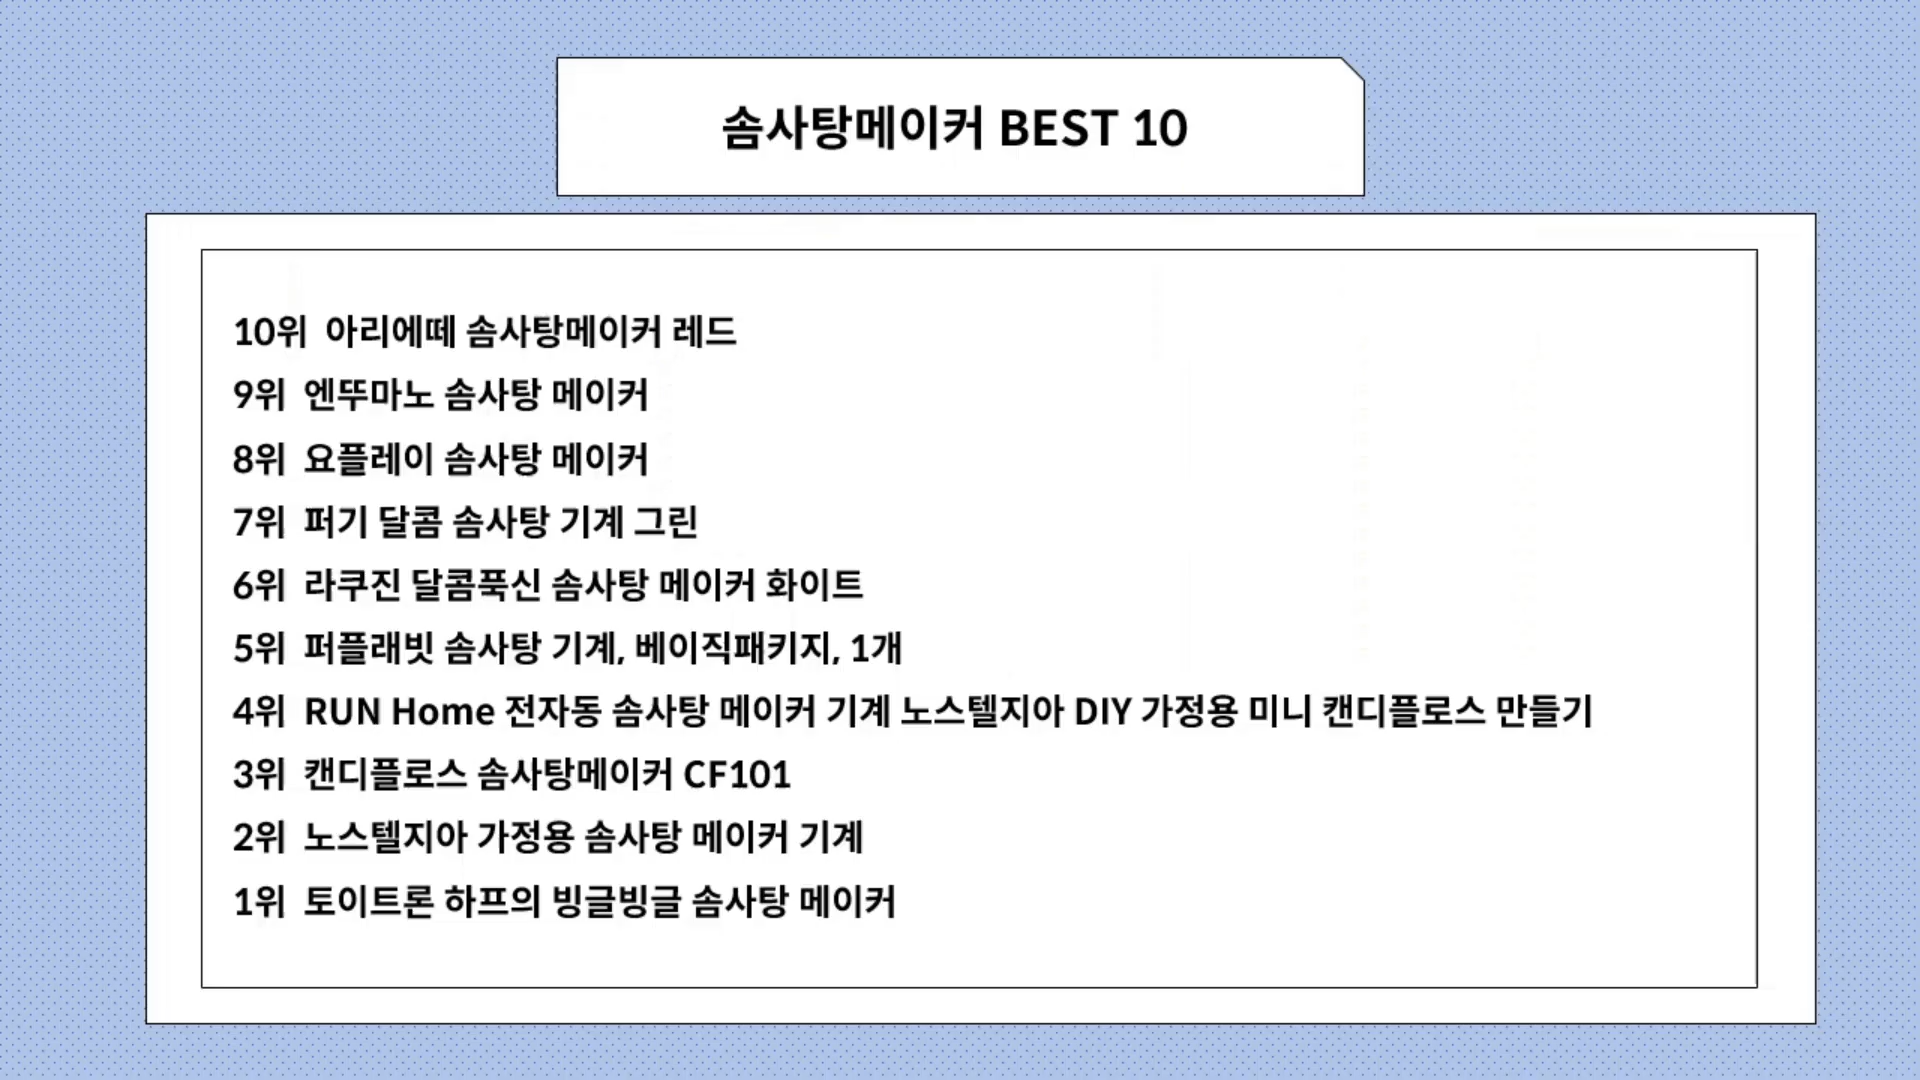 솜사탕메이커 BEST 10
10위 아리에떼 솜사탕메이커 레드
9위 엔뚜마노 솜사탕 메이커
8위 요플레이 솜사탕 메이커
7위 퍼기 달콤 솜사탕 기계 그린
6위 라쿠진 달콤푹신 솜사탕 메이커 화이트
5위 퍼플래빗 솜사탕 기계, 베이직패키지, 1개
4위 RUN Home 전자동 솜사탕 메이커 기계 노스텔지아 DIY 가정용 미니 캔디플로스 만들기
3위 캔디플로스 솜사탕메이커 CF101
2위 노스텔지아 가정용 솜사탕 메이커 기계
1위 토이트론 하프의 빙글빙글 솜사탕 메이커